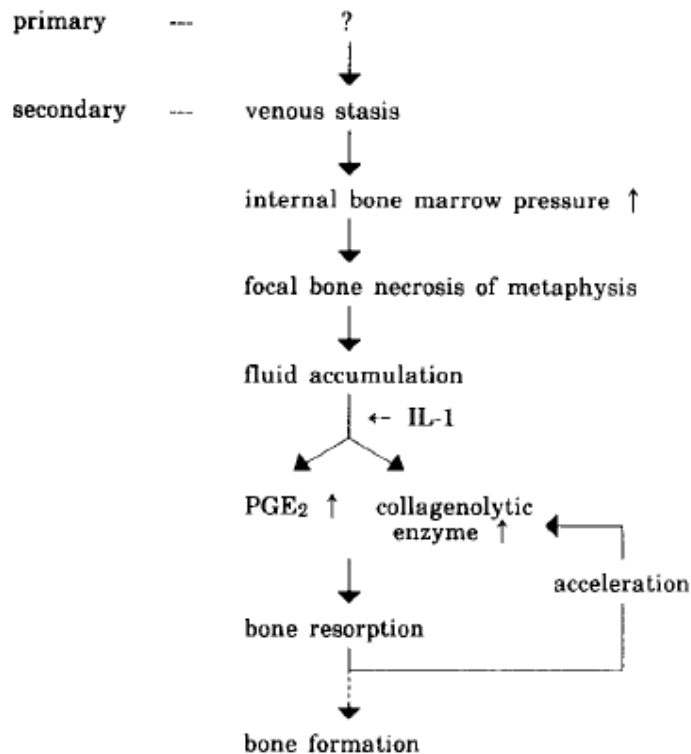 primary --- ?
secondary --- venous stasis
internal bone marrow pressure ↑
focal bone necrosis of metaphysis
fluid accumulation
← IL-1
PGE₂ ↑ collagenolytic
enzyme ↑
acceleration
bone resorption
bone formation